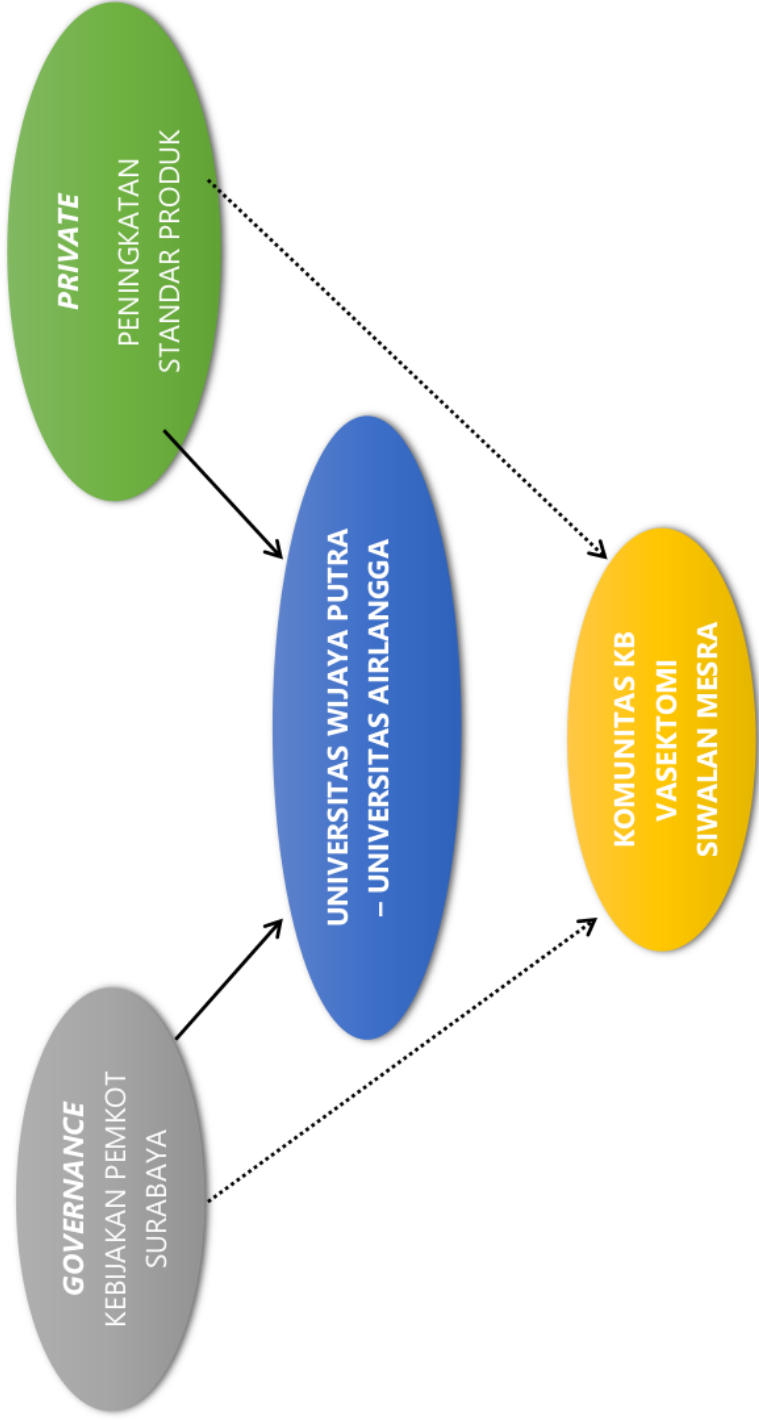 GOVERNANCE
KEBIJAKAN PEMKOT
SURABAYA
PRIVATE
PENINGKATAN
STANDAR PRODUK
UNIVERSITAS WIJAYA PUTRA
– UNIVERSITAS AIRLANGGA
KOMUNITAS KB
VASEKTOMI
SIWALAN MESRA